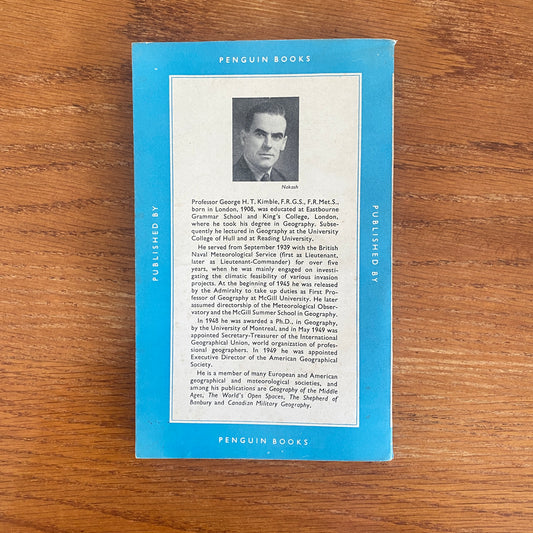 PENGUIN BOOKS
PUBLISHED BY
PUBLISHED BY
Nakash
Professor George H. T. Kimble, F.R.G.S., F.R.Met.S.,
born in London, 1908, was educated at Eastbourne
Grammar School and King's College, London,
where he took his degree in Geography. Subse-
quently he lectured in Geography at the University
College of Hull and at Reading University.
He served from September 1939 with the British
Naval Meteorological Service (first as Lieutenant,
later as Lieutenant-Commander) for over five
years, when he was mainly engaged on investi-
gating the climatic feasibility of various invasion
projects. At the beginning of 1945 he was released
by the Admiralty to take up duties as First Pro-
fessor of Geography at McGill University. He later
assumed directorship of the Meteorological Obser-
vatory and the McGill Summer School in Geography.
In 1948 he was awarded a Ph.D., in Geography,
by the University of Montreal, and in May 1949 was
appointed Secretary-Treasurer of the International
Geographical Union, world organization of profes-
sional geographers. In 1949 he was appointed
Executive Director of the American Geographical
Society.
He is a member of many European and American
geographical and meteorological societies, and
among his publications are Geography of the Middle
Ages, The World's Open Spaces, The Shepherd of
Banbury and Canadian Military Geography.
PENGUIN BOOKS